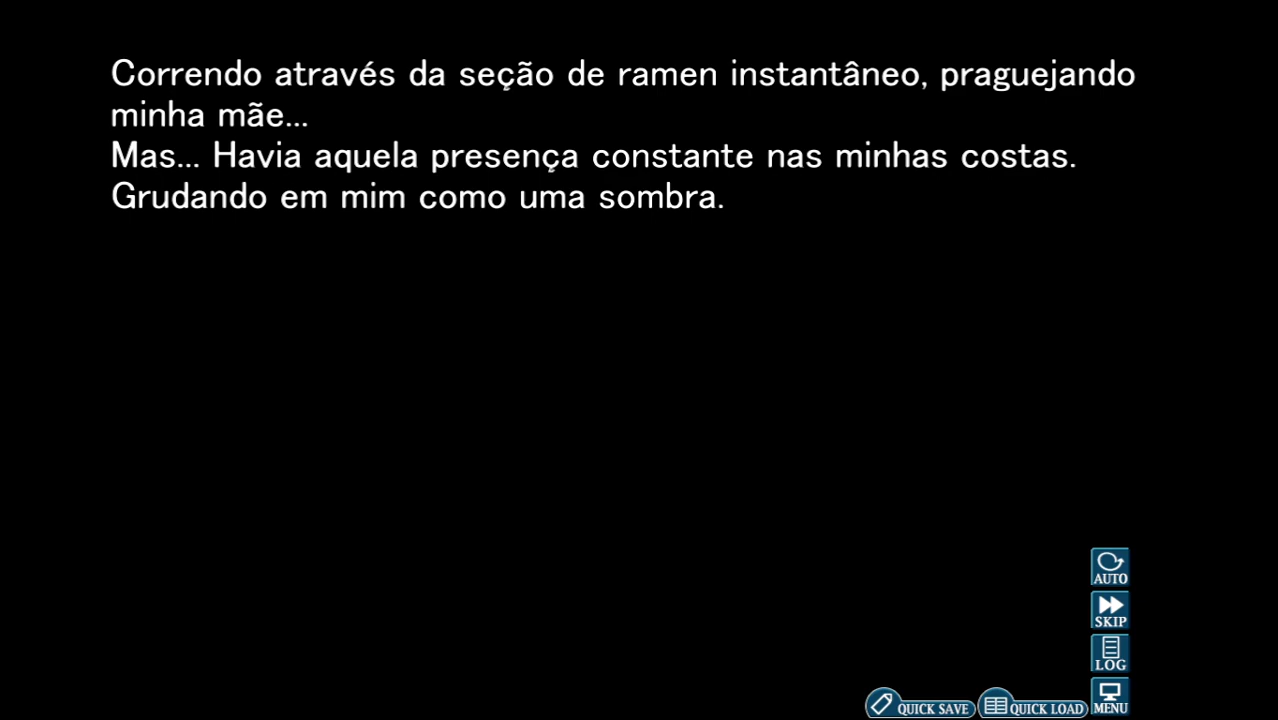 Correndo através da seção de ramen instantâneo, praguejando
minha mãe...
Mas... Havia aquela presença constante nas minhas costas.
Grudando em mim como uma sombra.
AUTO
SKIP
LOG
MENU
QUICK SAVE
QUICK LOAD